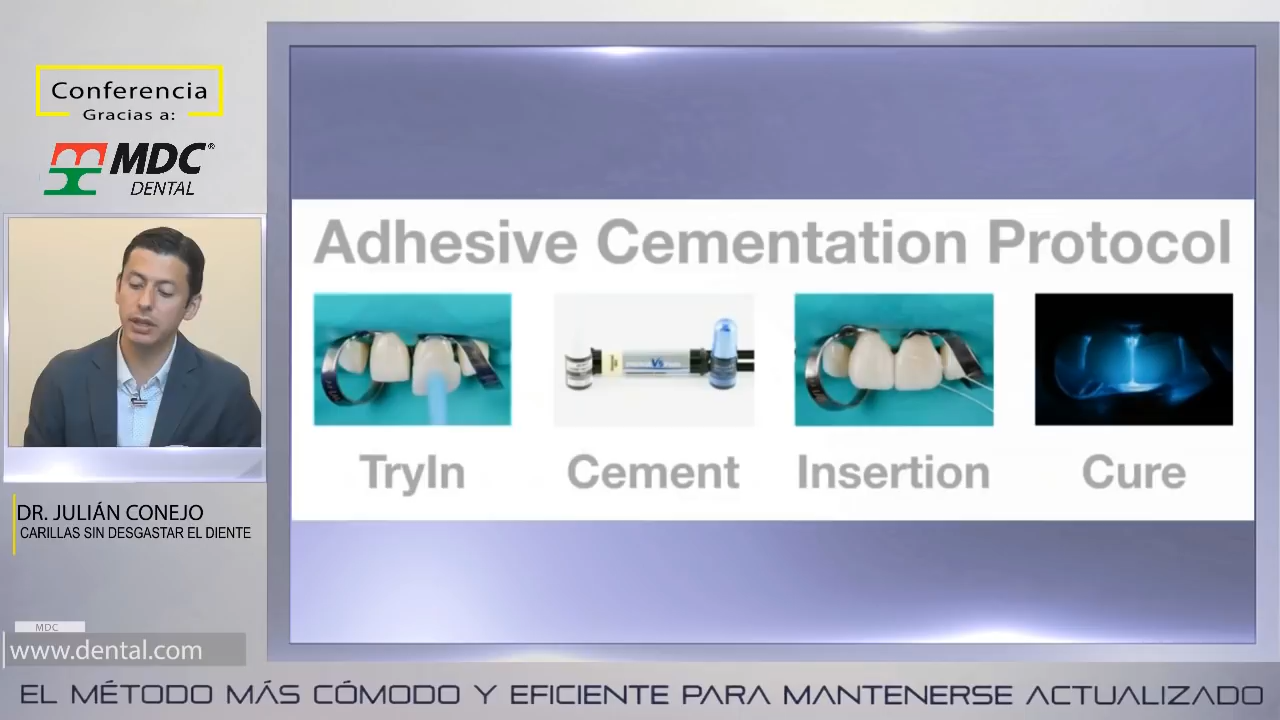 Conferencia
Gracias a:
MDC®
DENTAL
DR. JULIÁN CONEJO
CARILLAS SIN DESGASTAR EL DIENTE
MDC
www.dental.com
Adhesive Cementation Protocol
TryIn
Cement
Insertion
Cure
EL MÉTODO MÁS CÓMODO Y EFICIENTE PARA MANTENERSE ACTUALIZADO